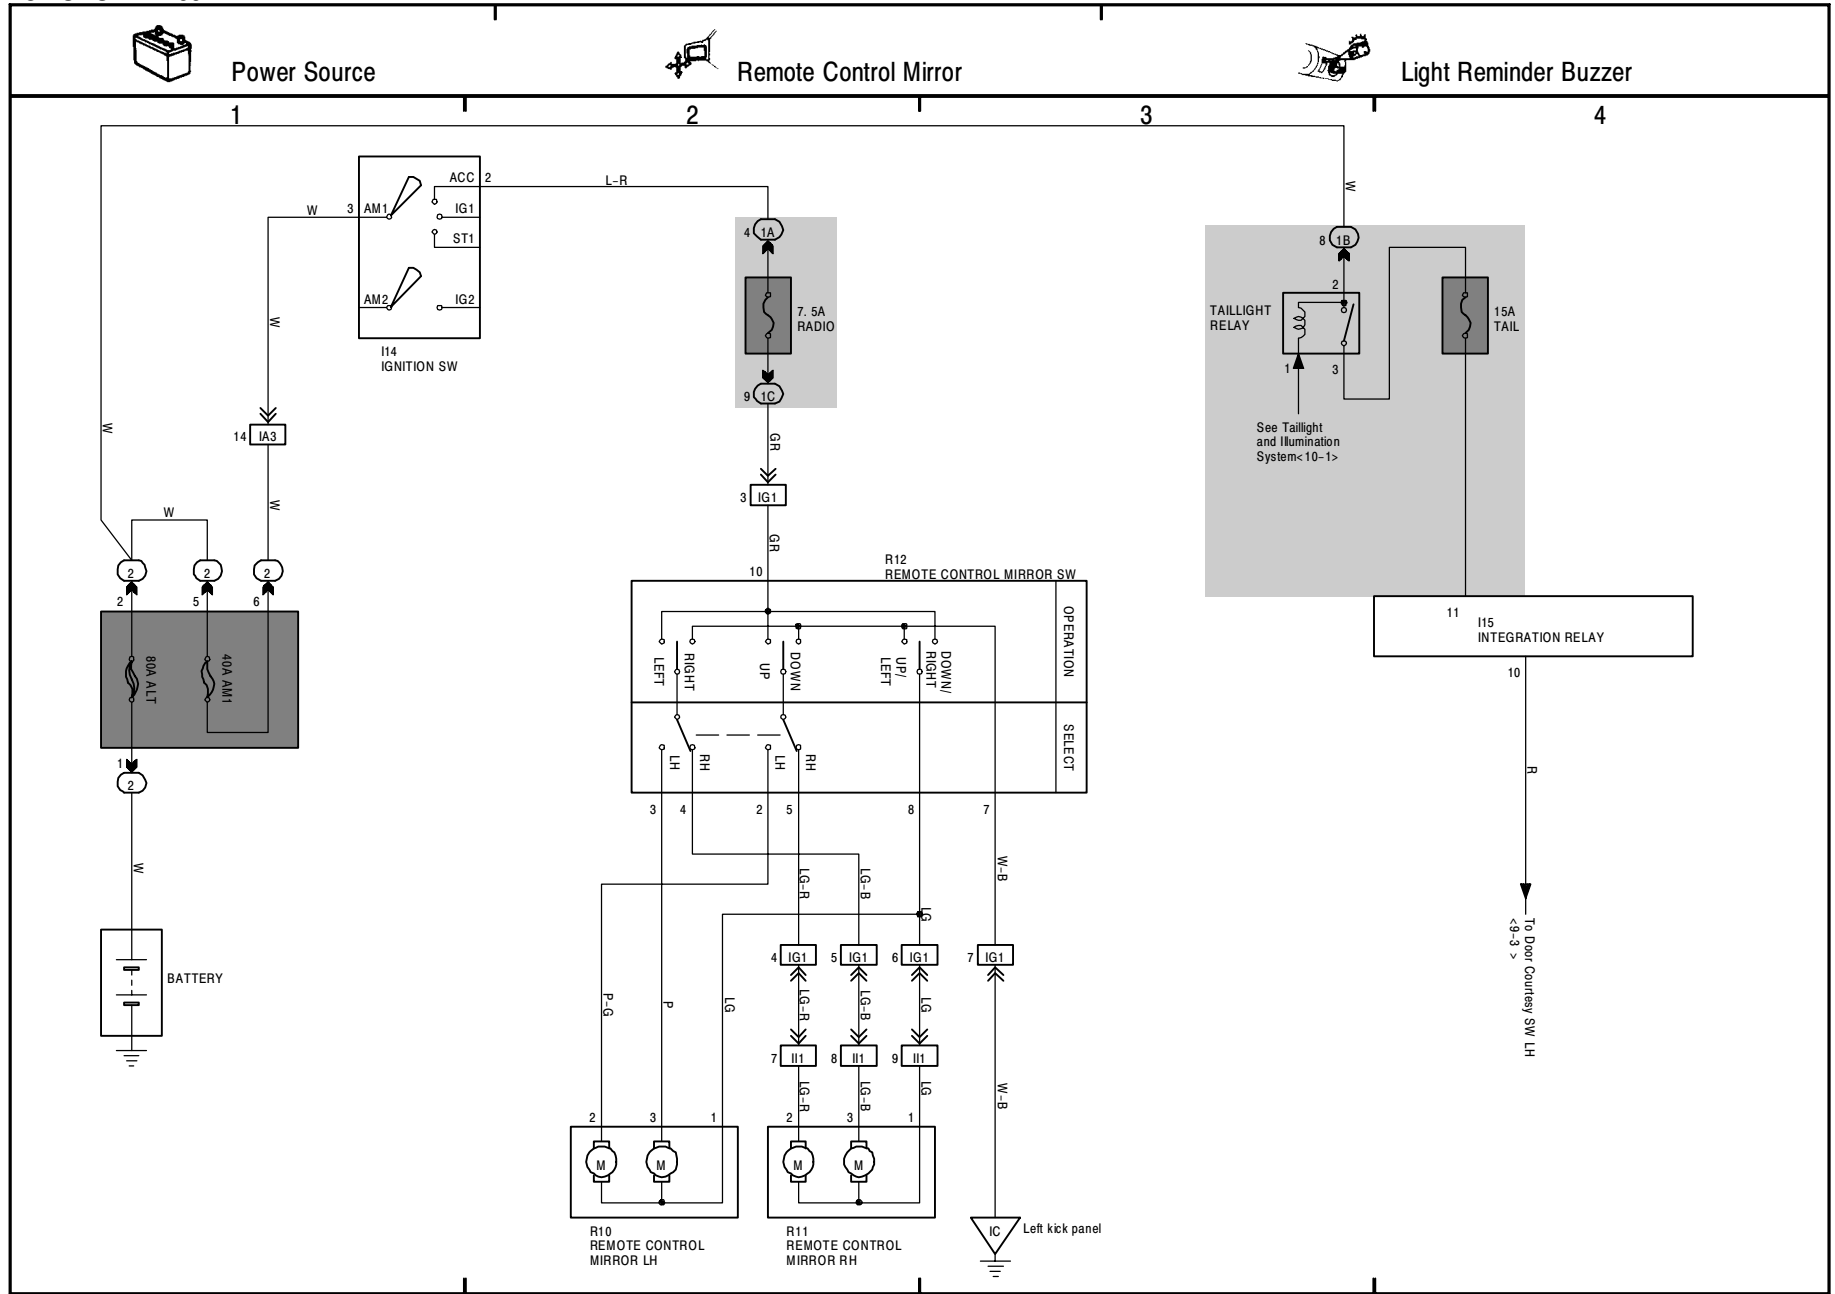 Power Source
Remote Control Mirror
Light Reminder Buzzer
1
2
3
4
W
3
AM1
ACC
2
IG1
ST1
AM2
IG2
I14
IGNITION SW
L-R
W
14
IA3
W
W
W
2
2
2
2
5
6
80A ALT
40A AM1
1
2
W
BATTERY
4
1A
7. 5A
RADIO
9
1C
GR
3
IG1
GR
10
R12
REMOTE CONTROL MIRROR SW
OPERATION
LEFT
RIGHT
UP
DOWN
UP/
LEFT
DOWN/
RIGHT
SELECT
LH
RH
LH
RH
3
4
2
5
8
7
LG-R
LG-B
LG
W-B
4
IG1
5
IG1
6
IG1
7
IG1
P-G
P
LG
LG-R
LG-B
LG
7
II1
8
II1
9
II1
LG-R
LG-B
LG
W-B
2
3
1
2
3
1
M
M
M
M
R10
REMOTE CONTROL
MIRROR LH
R11
REMOTE CONTROL
MIRROR RH
IC
Left kick panel
W
8
1B
2
TAILLIGHT
RELAY
1
3
15A
TAIL
See Taillight
and Illumination
System<10-1>
11
I15
INTEGRATION RELAY
10
R
To Door Courtesy SW LH
<9-3 >